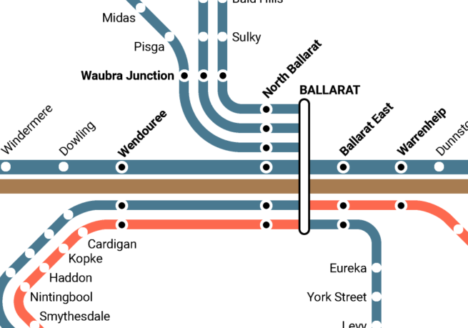 Bald Hills
Midas
Sulky
Pisga
Waubra Junction
North Ballarat
BALLARAT
Windermere
Dowling
Wendouree
Ballarat East
Warrenheip
Cardigan
Kopke
Haddon
Nintingbool
Smythesdale
Eureka
York Street
Levy